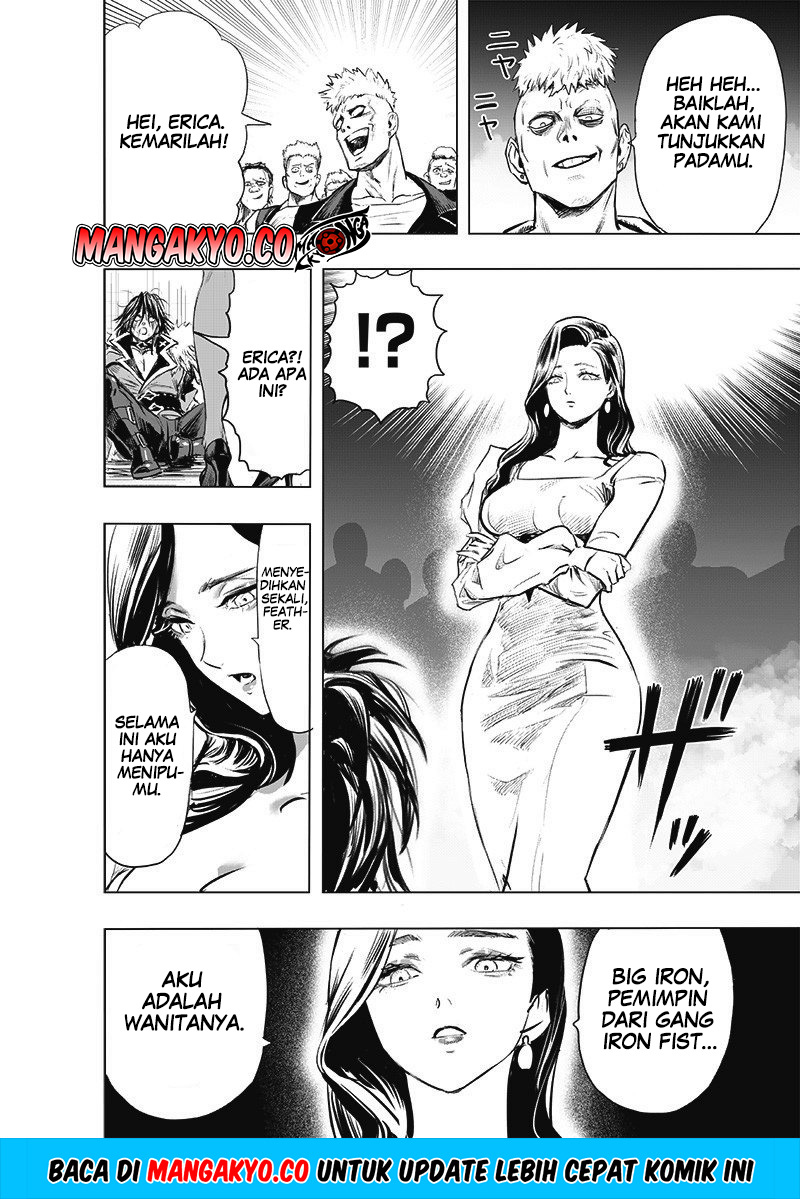 HEH HEH...
BAIKLAH,
AKAN KAMI
TUNJUKKAN
PADAMU.
ニヤ
ニヤ
HEI, ERICA.
KEMARILAH!
MANGAKYO.CO
MANGA
KYO
!?
ERICA?!
ADA APA
INI?
ザッ
MENYE-
DIHKAN
SEKALI,
FEATH-
ER.
SELAMA
INI AKU
HANYA
MENIPU-
MU.
BIG IRON,
PEMIMPIN
DARI GANG
IRON FIST...
AKU
ADALAH
WANITANYA.
BACA DI MANGAKYO.CO UNTUK UPDATE LEBIH CEPAT KOMIK INI